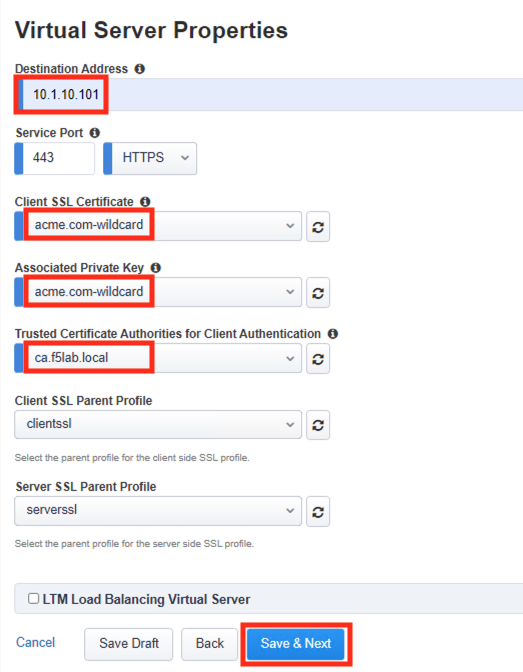 Virtual Server Properties
Destination Address
10.1.10.101
Service Port
443 HTTPS
Client SSL Certificate
acme.com-wildcard
Associated Private Key
acme.com-wildcard
Trusted Certificate Authorities for Client Authentication
ca.f5lab.local
Client SSL Parent Profile
clientssl
Select the parent profile for the client side SSL profile.
Server SSL Parent Profile
serverssl
Select the parent profile for the server side SSL profile.
LTM Load Balancing Virtual Server
Cancel Save Draft Back Save & Next